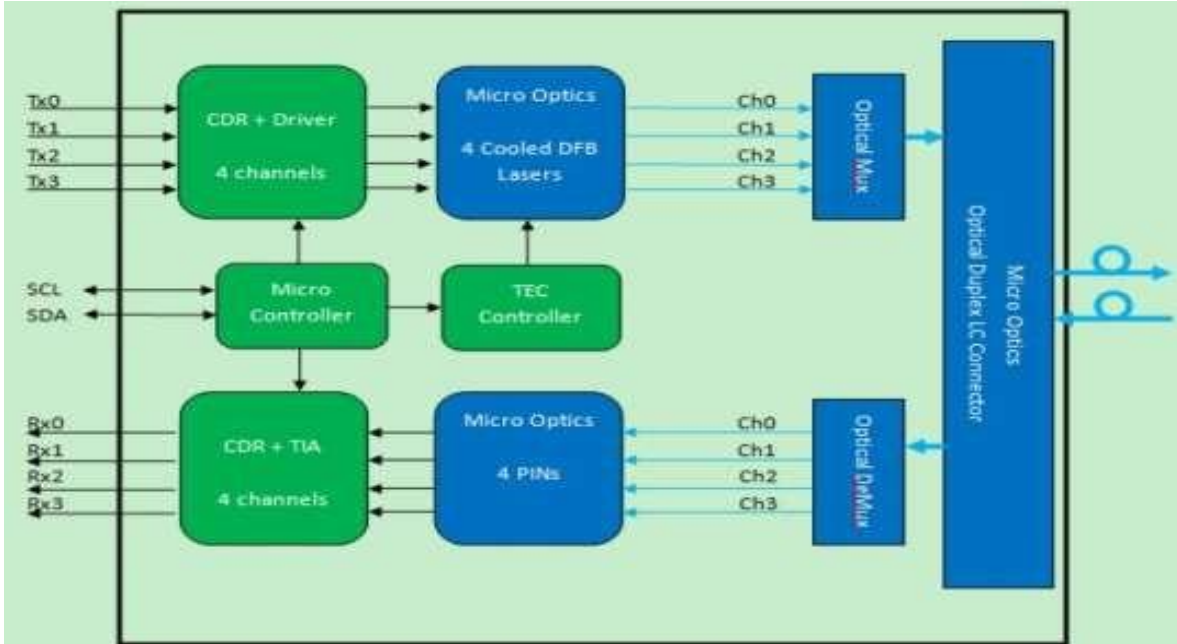 Tx0
Tx1
Tx2
Tx3
CDR + Driver
4 channels
Micro Optics
4 Cooled DFB
Lasers
Ch0
Ch1
Ch2
Ch3
Optical Mux
SCL
SDA
Micro
Controller
TEC
Controller
Micro Optics
Optical Duplex LC Connector
Rx0
Rx1
Rx2
Rx3
CDR + TIA
4 channels
Micro Optics
4 PINs
Ch0
Ch1
Ch2
Ch3
Optical DeMux